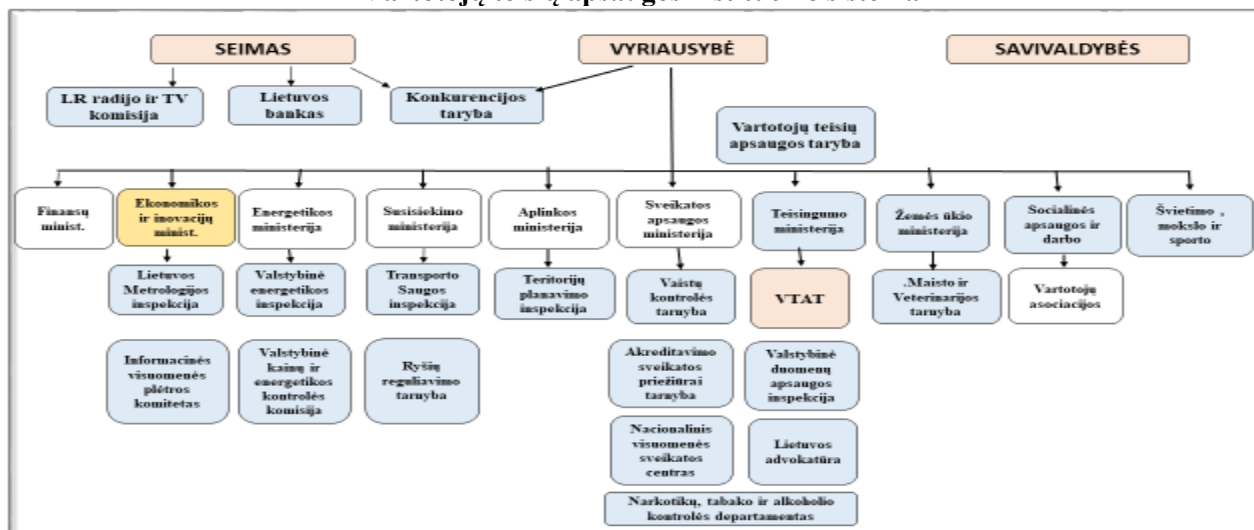 SEIMAS
VYRIAUSYBĖ
SAVIVALDYBĖS
LR radijo ir TV
komisija
Lietuvos
bankas
Konkurencijos
taryba
Vartotojų teisių
apsaugos taryba
Finansų
minist.
Ekonomikos
ir inovacijų
minist.
Energetikos
ministerija
Susisiekimo
ministerija
Aplinkos
ministerija
Sveikatos
apsaugos
ministerija
Teisingumo
ministerija
Žemės ūkio
ministerija
Socialinės
apsaugos ir
darbo
Švietimo ,
mokslo ir
sporto
Lietuvos
Metrologijos
inspekcija
Valstybinė
energetikos
inspekcija
Transporto
Saugos
inspekcija
Teritorijų
planavimo
inspekcija
Vaistų
kontrolės
tarnyba
VTAT
.Maisto ir
Veterinarijos
tarnyba
Vartotojų
asociacijos
Informacinės
visuomenės
plėtros
komitetas
Valstybinė
kainų ir
energetikos
kontrolės
komisija
Ryšių
reguliavimo
tarnyba
Akreditavimo
sveikatos
priežiūrai
tarnyba
Valstybinė
duomenų
apsaugos
inspekcija
Nacionalinis
visuomenės
sveikatos
centras
Lietuvos
advokatūra
Narkotikų, tabako ir alkoholio
kontrolės departamentas